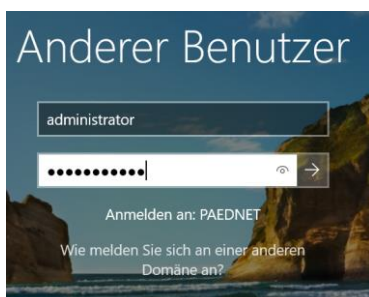 Anderer Benutzer
administrator
●●●●●●●●●●●
Anmelden an: PAEDNET
Wie melden Sie sich an einer anderen
Domäne an?